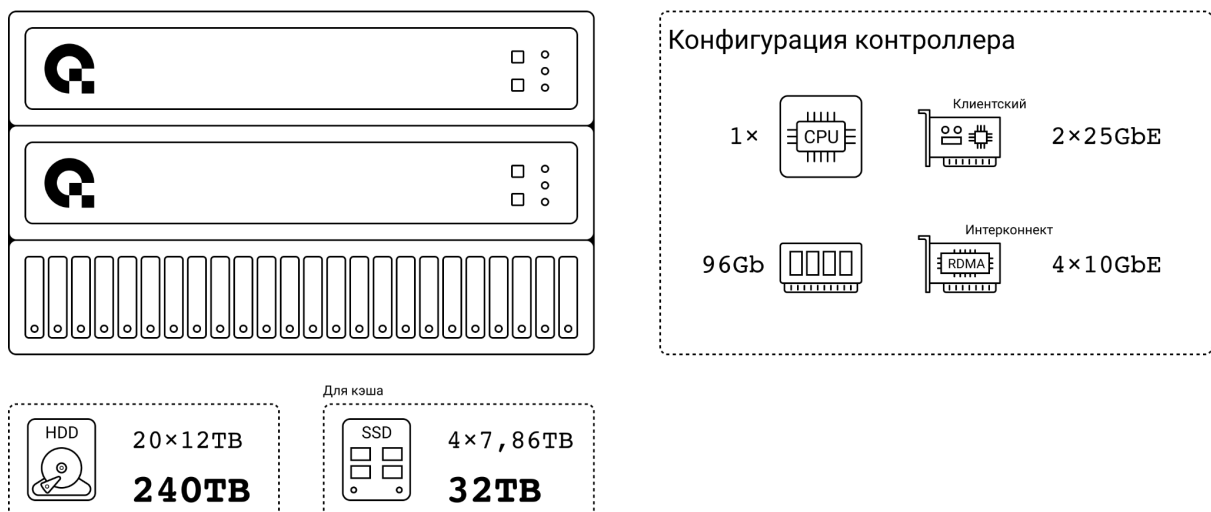 Конфигурация контроллера
Клиентский
1×
CPU
2×25GbE
Интерконнект
96Gb
RDMA
4×10GbE
Для кэша
HDD
20×12TB
240TB
SSD
4×7,86TB
32TB